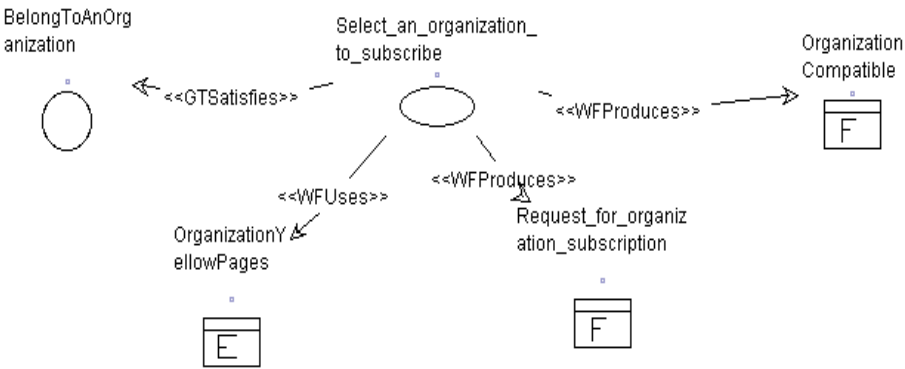 BelongToAnOrg
anization
Select_an_organization_
to_subscribe
Organization
Compatible
<<GTSatisfies>>
<<WFProduces>>
F
<<WFProduces>>
<<WFUses>>
Request_for_organiz
ation_subscription
OrganizationY
ellowPages
F
E